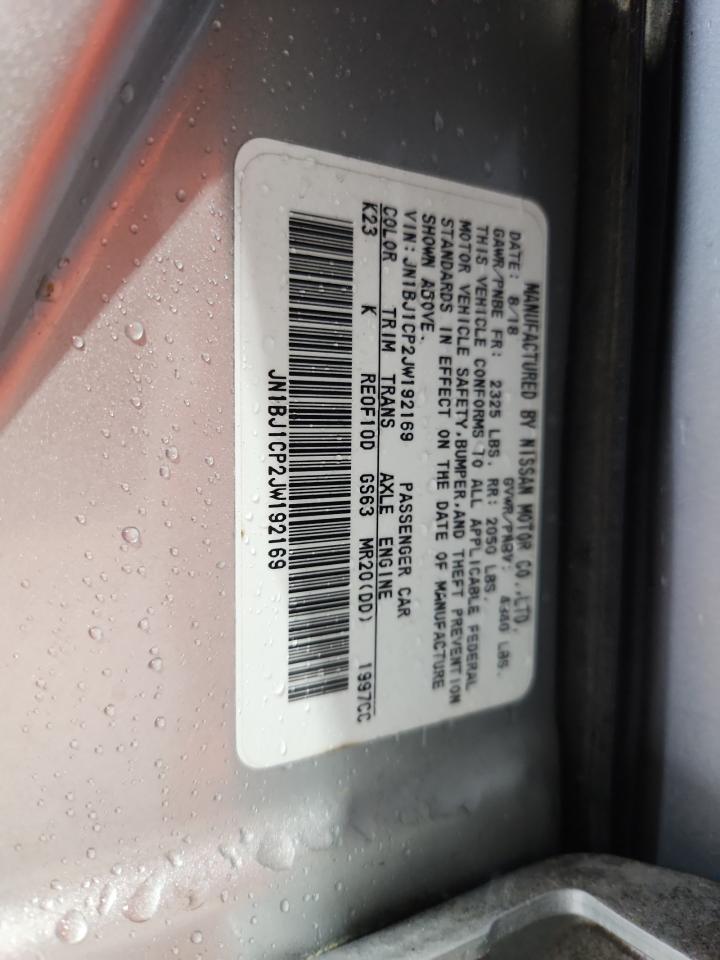 MANUFACTURED BY NISSAN MOTOR CO.,LTD.
DATE: 8/18 GVWR/PNBV: LBS.
GAWR/PNBE FR: 2325 LBS. RR: 2050 LBS.
THIS VEHICLE CONFORMS TO ALL APPLICABLE FEDERAL
MOTOR VEHICLE SAFETY,BUMPER,AND THEFT PREVENTION
STANDARDS IN EFFECT ON THE DATE OF MANUFACTURE
SHOWN ABOVE.
VIN: JN1BJ1CP2JW192169 PASSENGER CAR
COLOR TRIM TRANS AXLE ENGINE
K23 K RE0F10D GS63 MR20(DD) 1997CC
JN1BJ1CP2JW192169